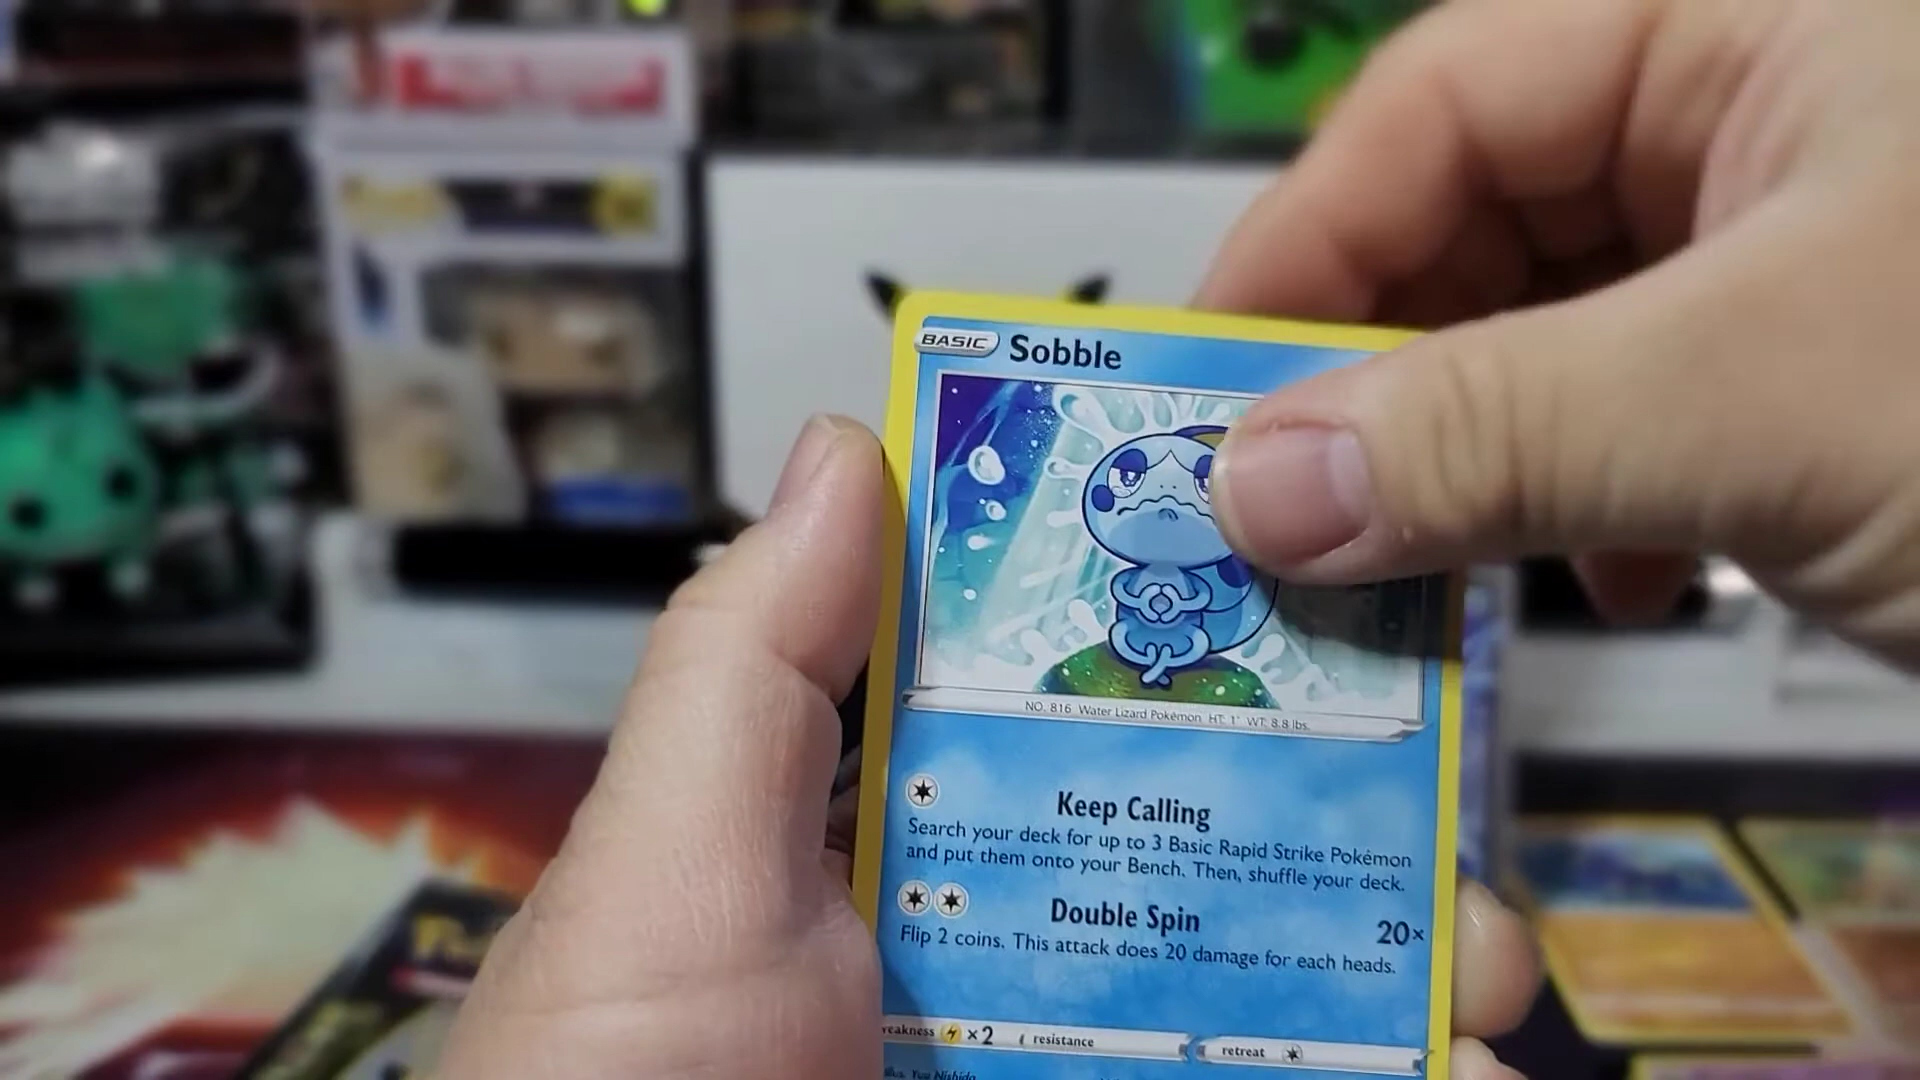 BASIC Sobble
NO. 816 Water Lizard Pokémon HT: 1' WT: 8.8 lbs.
Keep Calling
Search your deck for up to 3 Basic Rapid Strike Pokémon
and put them onto your Bench. Then, shuffle your deck.
Double Spin 20×
Flip 2 coins. This attack does 20 damage for each heads.
×2 resistance retreat
Yuu Nishida